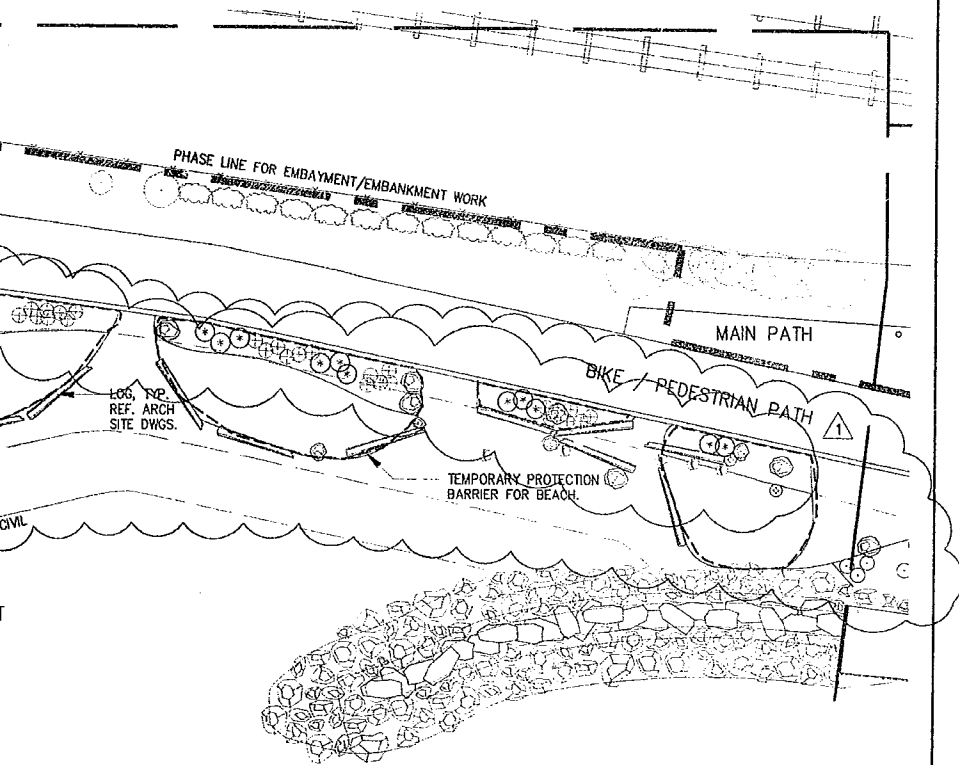 PHASE LINE FOR EMBAYMENT/EMBANKMENT WORK
MAIN PATH
BIKE / PEDESTRIAN PATH
1
LOG, TYP.
REF. ARCH
SITE DWGS.
TEMPORARY PROTECTION
BARRIER FOR BEACH.
CIVIL
T